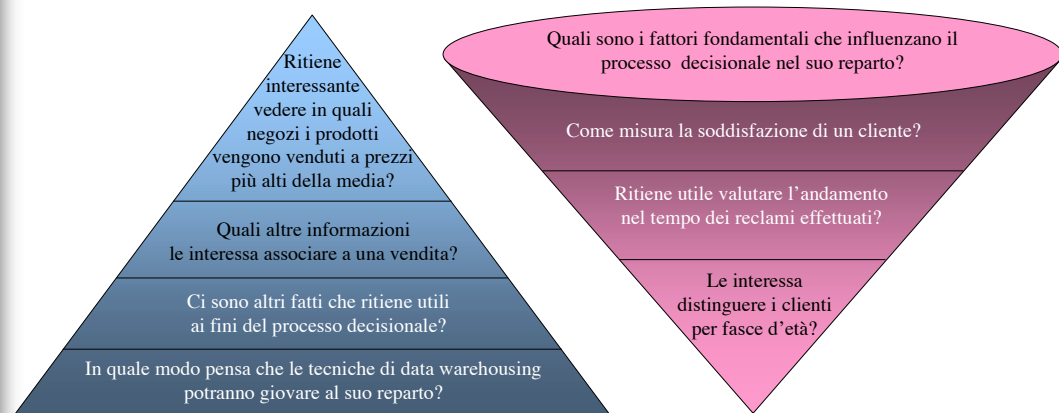 Ritiene
interessante
vedere in quali
negozi i prodotti
vengono venduti a prezzi
più alti della media?
Quali altre informazioni
le interessa associare a una vendita?
Ci sono altri fatti che ritiene utili
ai fini del processo decisionale?
In quale modo pensa che le tecniche di data warehousing
potranno giovare al suo reparto?
Quali sono i fattori fondamentali che influenzano il
processo decisionale nel suo reparto?
Come misura la soddisfazione di un cliente?
Ritiene utile valutare l’andamento
nel tempo dei reclami effettuati?
Le interessa
distinguere i clienti
per fasce d’età?